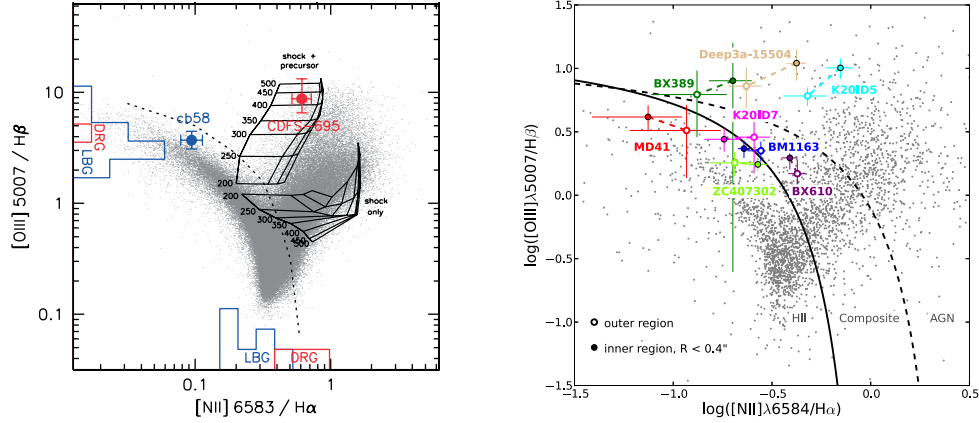 shock +
precursor
500
450
400
350
300
250
200
cb58
CDFS-2695
DRG
LBG
200
250
300
350
400
450
500
shock
only
LBG
DRG
10
1
0.1
0.1
1
[OIII] 5007 / Hβ
[NII] 6583 / Hα
Deep3a-15504
BX389
K20ID5
K20ID7
MD41
BM1163
ZC407302
BX610
HII
Composite
AGN
outer region
inner region, R < 0.4"
1.5
1.0
0.5
0.0
−0.5
−1.0
−1.5
−1.5
−1.0
−0.5
0.0
0.5
log([OIII]λ5007/Hβ)
log([NII]λ6584/Hα)